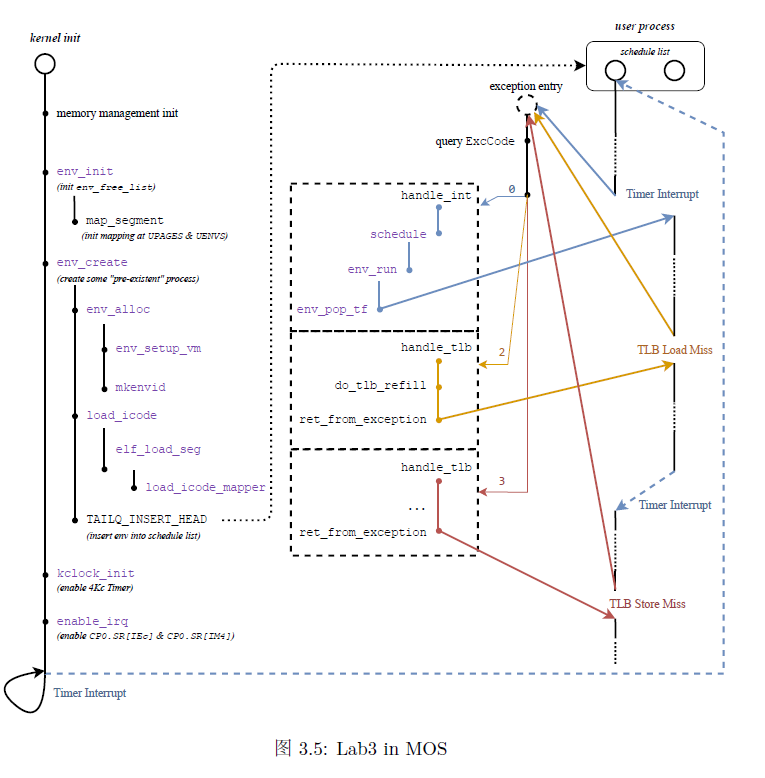 kernel init
memory management init
env_init
(init env_free_list)
map_segment
(init mapping at UPAGES & UENVS)
env_create
(create some "pre-existent" process)
env_alloc
env_setup_vm
mkenvid
load_icode
elf_load_seg
load_icode_mapper
TAILQ_INSERT_HEAD
(insert env into schedule list)
kclock_init
(enable 4Kc Timer)
enable_irq
(enable CP0.SR[IEc] & CP0.SR[IM4])
Timer Interrupt
exception entry
query ExcCode
0
handle_int
schedule
env_run
env_pop_tf
2
handle_tlb
do_tlb_refill
ret_from_exception
3
handle_tlb
...
ret_from_exception
user process
schedule list
Timer Interrupt
TLB Load Miss
Timer Interrupt
TLB Store Miss
图 3.5: Lab3 in MOS